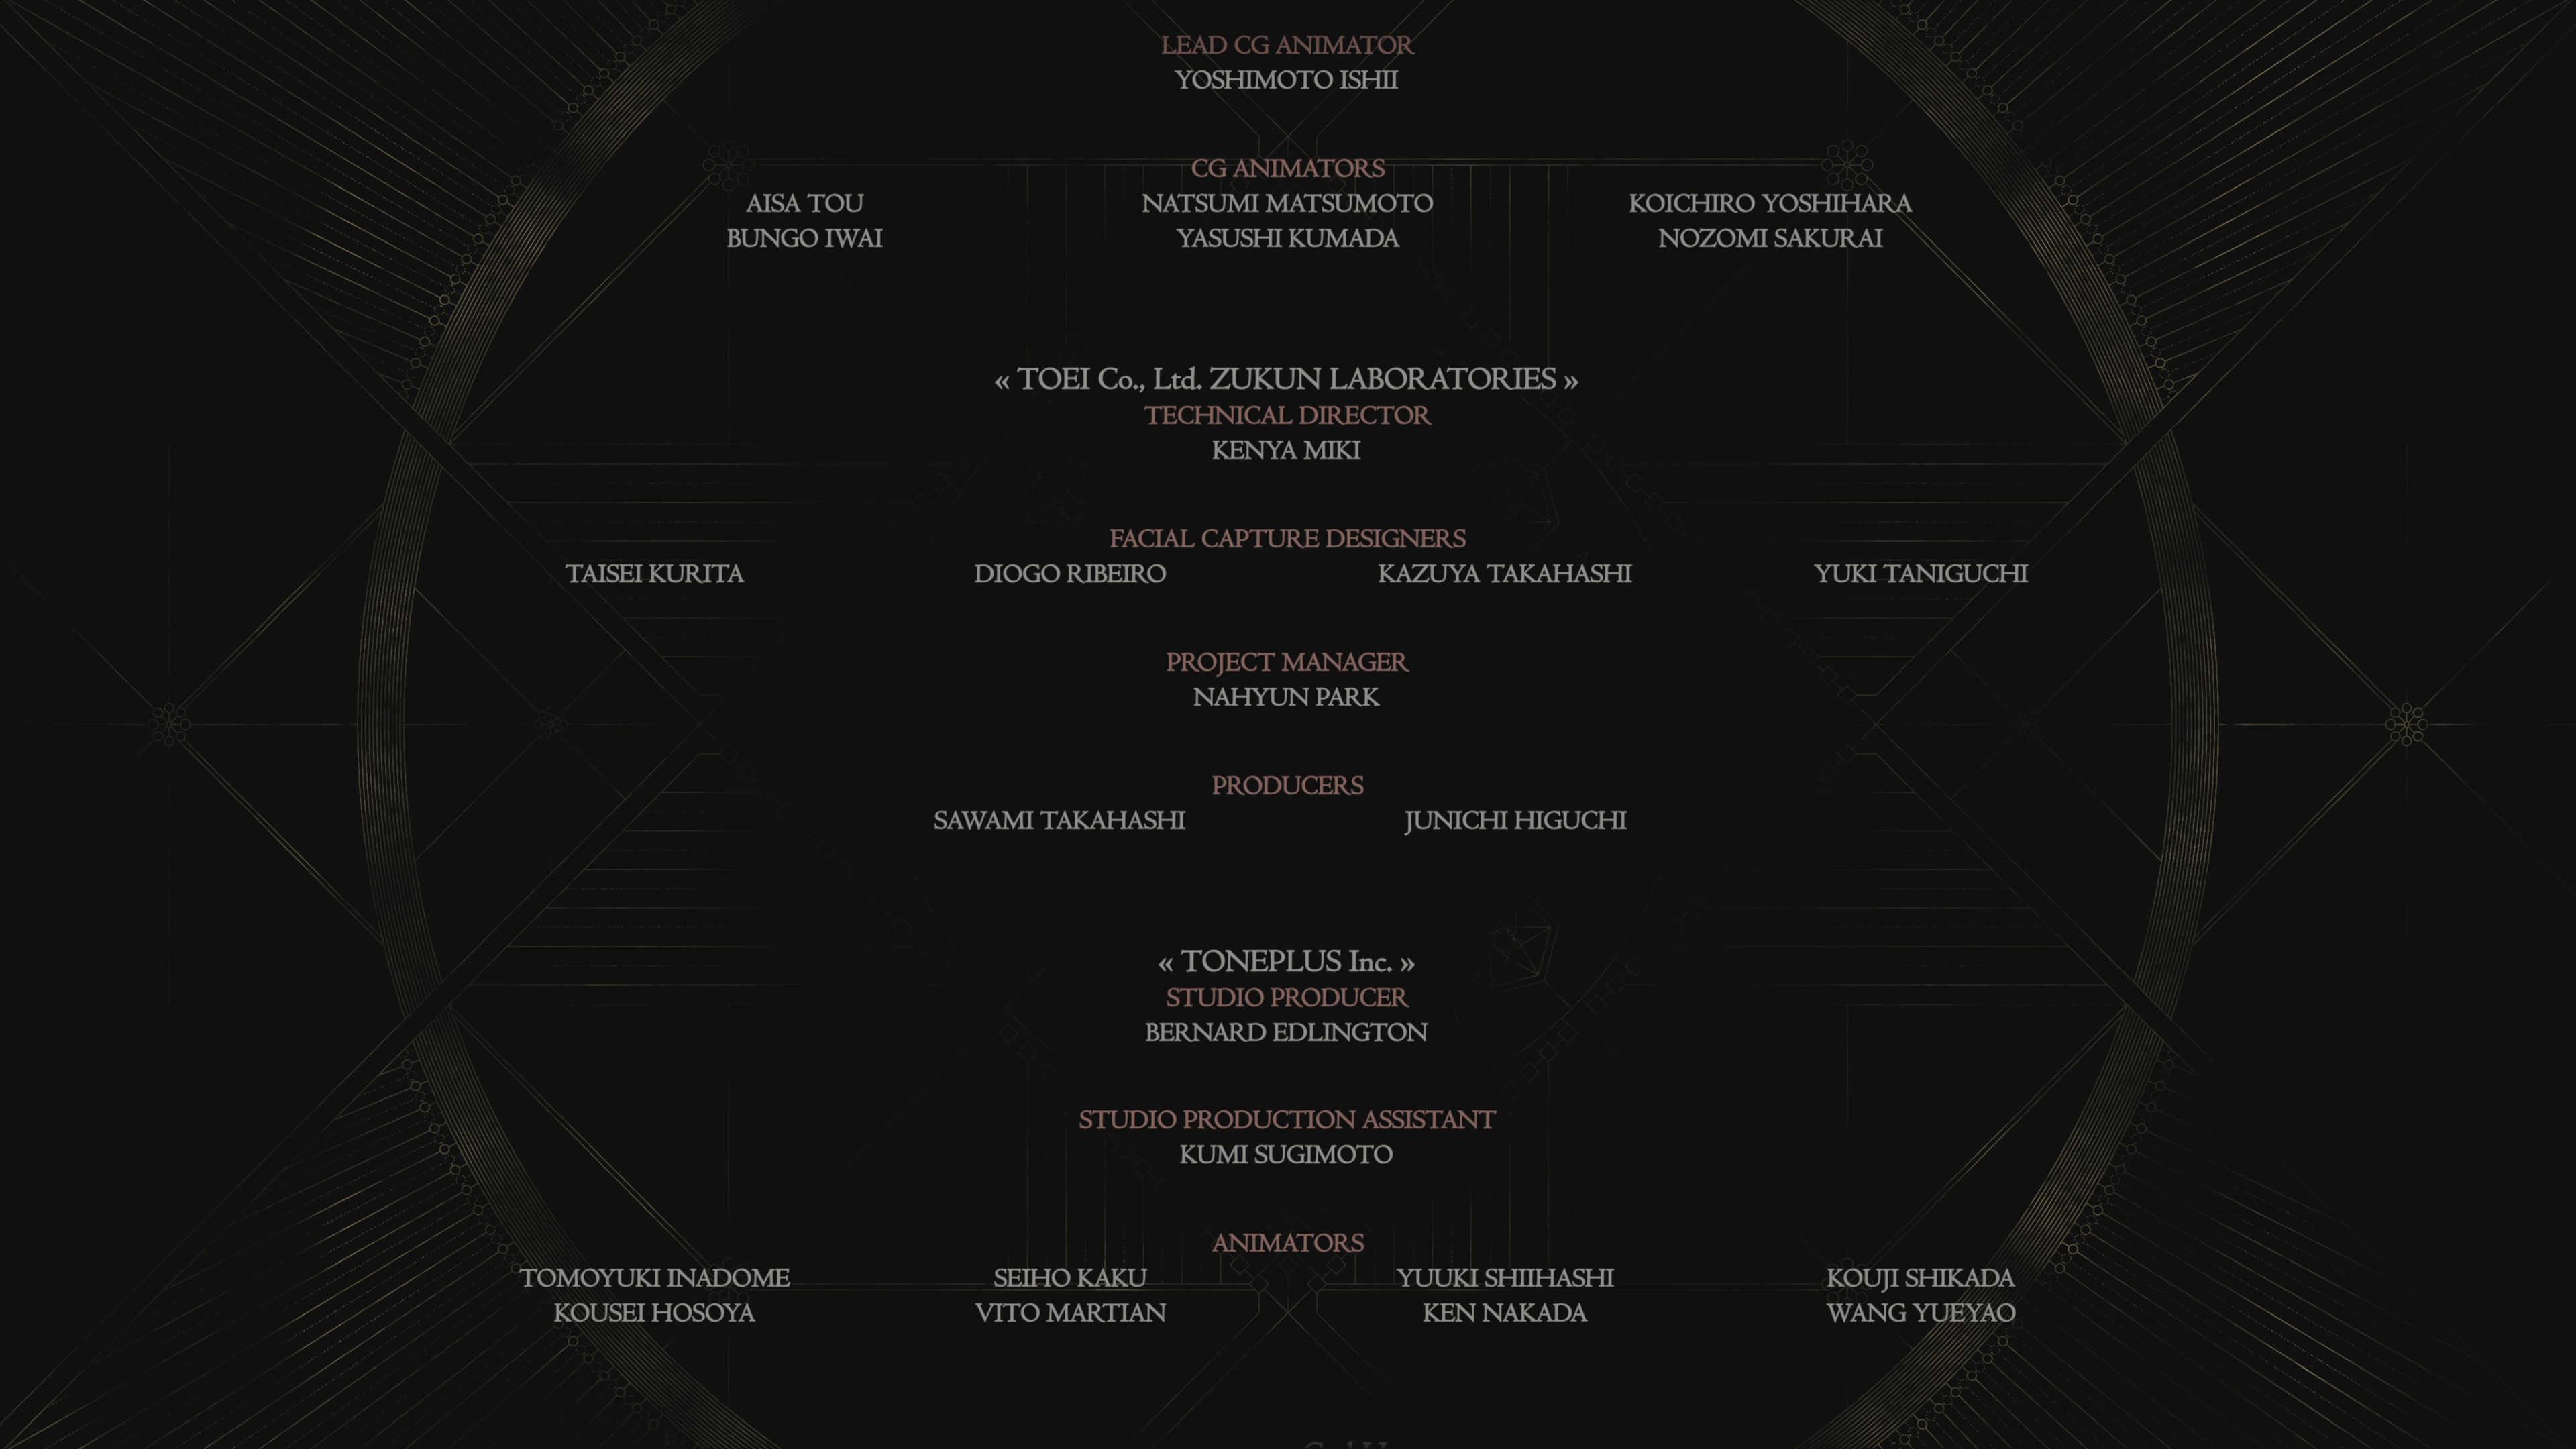 LEAD CG ANIMATOR
YOSHIMOTO ISHII
CG ANIMATORS
AISA TOU NATSUMI MATSUMOTO KOICHIRO YOSHIHARA
BUNGO IWAI YASUSHI KUMADA NOZOMI SAKURAI
« TOEI Co., Ltd. ZUKUN LABORATORIES »
TECHNICAL DIRECTOR
KENYA MIKI
FACIAL CAPTURE DESIGNERS
TAISEI KURITA DIOGO RIBEIRO KAZUYA TAKAHASHI YUKI TANIGUCHI
PROJECT MANAGER
NAHYUN PARK
PRODUCERS
SAWAMI TAKAHASHI JUNICHI HIGUCHI
« TONEPLUS Inc. »
STUDIO PRODUCER
BERNARD EDLINGTON
STUDIO PRODUCTION ASSISTANT
KUMI SUGIMOTO
ANIMATORS
TOMOYUKI INADOME SEIHO KAKU YUUKI SHIIHASHI KOUJI SHIKADA
KOUSEI HOSOYA VITO MARTIAN KEN NAKADA WANG YUEYAO